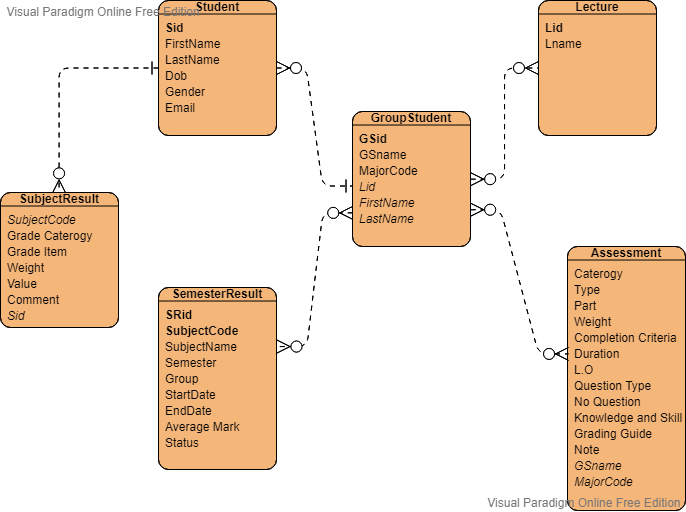 Visual Paradigm Online Free Edition
Student
Sid
FirstName
LastName
Dob
Gender
Email
Lecture
Lid
Lname
GroupStudent
GSid
GSname
MajorCode
Lid
FirstName
LastName
SubjectResult
SubjectCode
Grade Caterogy
Grade Item
Weight
Value
Comment
Sid
SemesterResult
SRid
SubjectCode
SubjectName
Semester
Group
StartDate
EndDate
Average Mark
Status
Assessment
Caterogy
Type
Part
Weight
Completion Criteria
Duration
L.O
Question Type
No Question
Knowledge and Skill
Grading Guide
Note
GSname
MajorCode
Visual Paradigm Online Free Edition